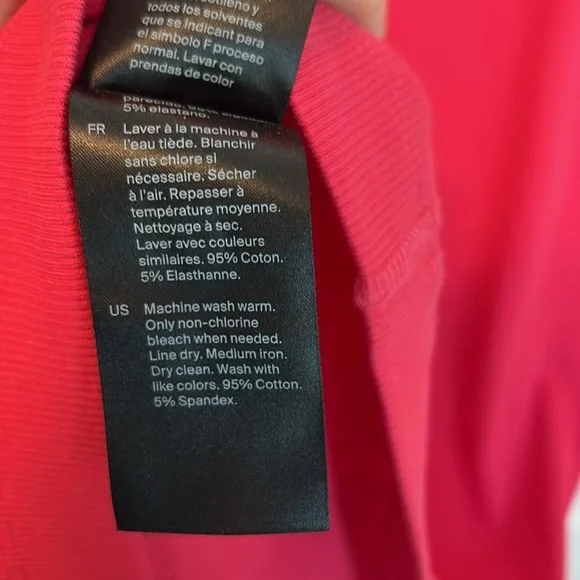 todos los solventes
que se indicant para
el símbolo F proceso
normal. Lavar con
prendas de color
5% elastano.
FR Laver à la machine à
l'eau tiède. Blanchir
sans chlore si
nécessaire. Sécher
à l'air. Repasser à
température moyenne.
Nettoyage à sec.
Laver avec couleurs
similaires. 95% Coton.
5% Elasthanne.
US Machine wash warm.
Only non-chlorine
bleach when needed.
Line dry. Medium iron.
Dry clean. Wash with
like colors. 95% Cotton.
5% Spandex.